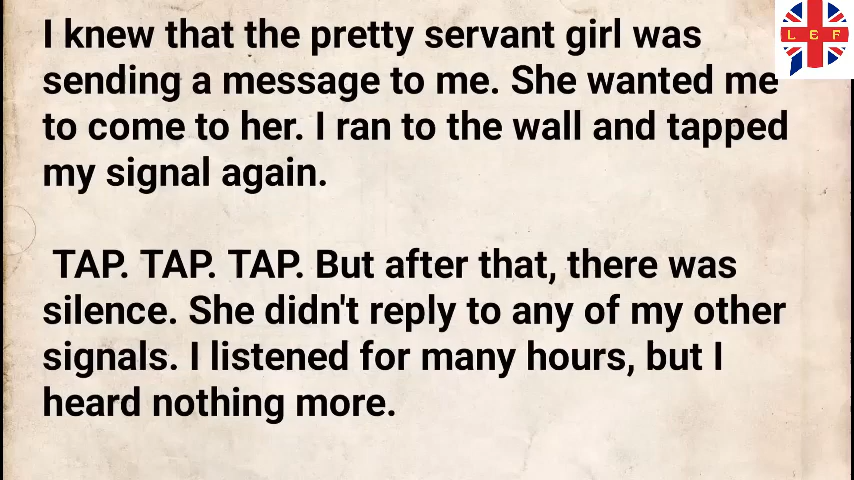 L E F
I knew that the pretty servant girl was
sending a message to me. She wanted me
to come to her. I ran to the wall and tapped
my signal again.
TAP. TAP. TAP. But after that, there was
silence. She didn't reply to any of my other
signals. I listened for many hours, but I
heard nothing more.